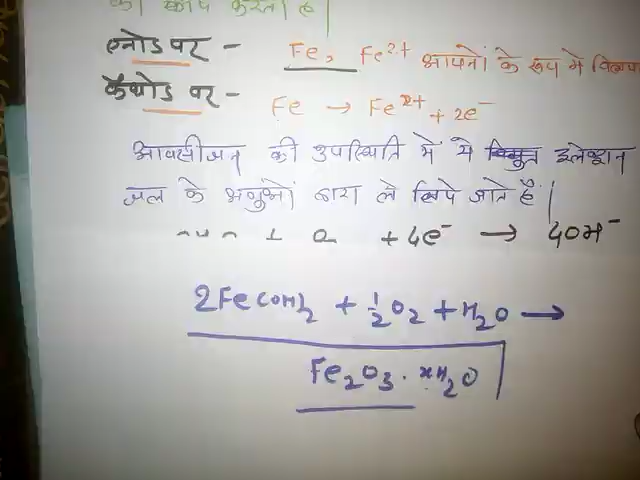 का कार्य करता है।
एनोड पर - Fe, Fe²⁺ आयनों के रूप में
कैथोड पर - Fe → Fe²⁺ + 2e⁻
आक्सीजन की उपस्थिति में ये इलेक्ट्रान
जल के अणुओं द्वारा ले लिये जाते हैं।
+ 4e⁻ → 4OH⁻
2Fe(OH)₂ + ½O₂ + H₂O →
Fe₂O₃ · xH₂O